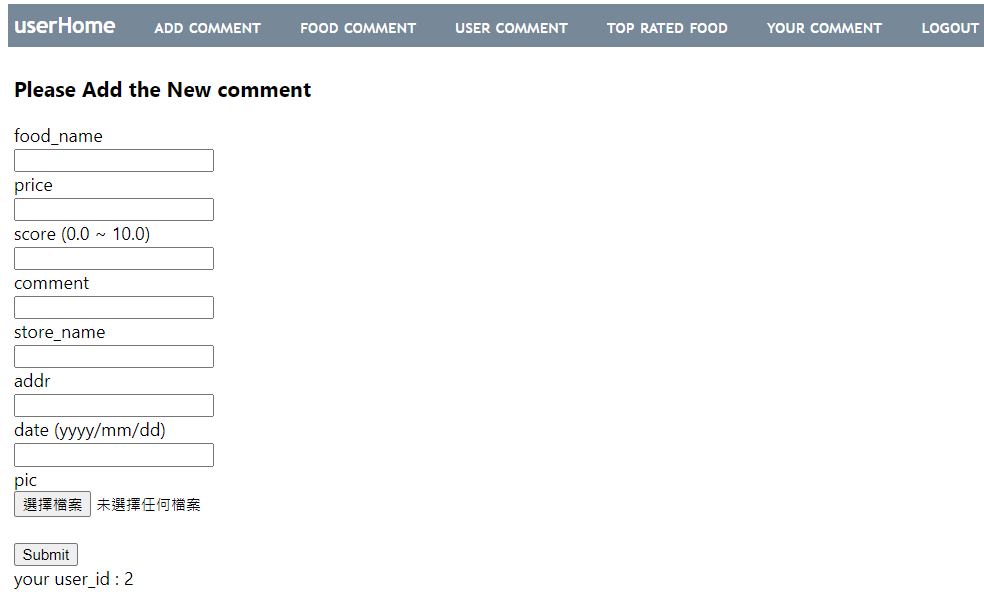 userHome ADD COMMENT FOOD COMMENT USER COMMENT TOP RATED FOOD YOUR COMMENT LOGOUT
Please Add the New comment
food_name
price
score (0.0 ~ 10.0)
comment
store_name
addr
date (yyyy/mm/dd)
pic
選擇檔案 未選擇任何檔案
Submit
your user_id : 2